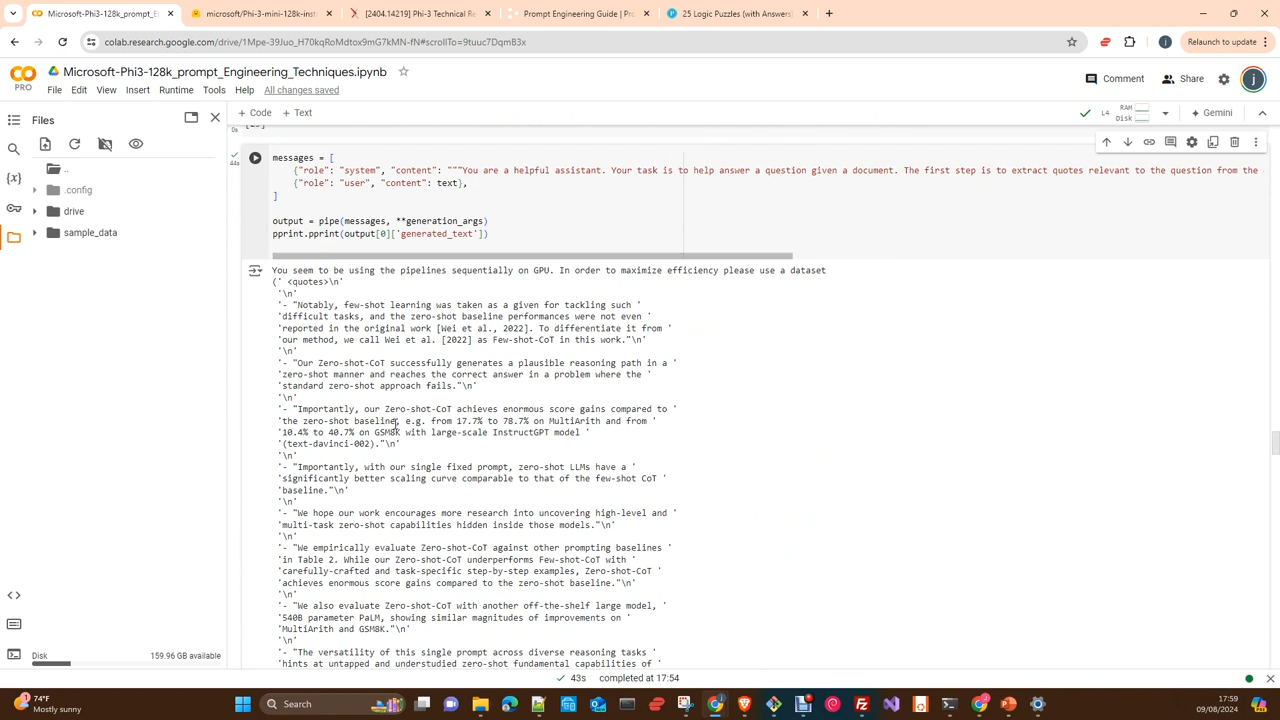 Microsoft-Phi3-128k_prompt_E
microsoft/Phi-3-mini-128k-inst
[2404.14219] Phi-3 Technical Re
Prompt Engineering Guide | Pro
25 Logic Puzzles (with Answers)
colab.research.google.com/drive/1Mpe-39Juo_H70kqRoMdtox9mG7kMN-fN#scrollTo=9tuuc7DqmB3x
Relaunch to update
CO
PRO
Microsoft-Phi3-128k_prompt_Engineering_Techniques.ipynb
File Edit View Insert Runtime Tools Help All changes saved
Comment
Share
j
Files
+ Code + Text
L4 RAM Disk
Gemini
..
.config
drive
sample_data
Disk 159.96 GB available
44s
messages = [
{"role": "system", "content": """You are a helpful assistant. Your task is to help answer a question given a document. The first step is to extract quotes relevant to the question from the
{"role": "user", "content": text},
]
output = pipe(messages, **generation_args)
pprint.pprint(output[0]['generated_text'])
You seem to be using the pipelines sequentially on GPU. In order to maximize efficiency please use a dataset
(' <quotes>\n'
'\n'
'- "Notably, few-shot learning was taken as a given for tackling such '
'difficult tasks, and the zero-shot baseline performances were not even '
'reported in the original work [Wei et al., 2022]. To differentiate it from '
'our method, we call Wei et al. [2022] as Few-shot-CoT in this work."\n'
'\n'
'- "Our Zero-shot-CoT successfully generates a plausible reasoning path in a '
'zero-shot manner and reaches the correct answer in a problem where the '
'standard zero-shot approach fails."\n'
'\n'
'- "Importantly, our Zero-shot-CoT achieves enormous score gains compared to '
'the zero-shot baseline, e.g. from 17.7% to 78.7% on MultiArith and from '
'10.4% to 40.7% on GSM8K with large-scale InstructGPT model '
'(text-davinci-002)."\n'
'\n'
'- "Importantly, with our single fixed prompt, zero-shot LLMs have a '
'significantly better scaling curve comparable to that of the few-shot CoT '
'baseline."\n'
'\n'
'- "We hope our work encourages more research into uncovering high-level and '
'multi-task zero-shot capabilities hidden inside those models."\n'
'\n'
'- "We empirically evaluate Zero-shot-CoT against other prompting baselines '
'in Table 2. While our Zero-shot-CoT underperforms Few-shot-CoT with '
'carefully-crafted and task-specific step-by-step examples, Zero-shot-CoT '
'achieves enormous score gains compared to the zero-shot baseline."\n'
'\n'
'- "We also evaluate Zero-shot-CoT with another off-the-shelf large model, '
'540B parameter PaLM, showing similar magnitudes of improvements on '
'MultiArith and GSM8K."\n'
'\n'
'- "The versatility of this single prompt across diverse reasoning tasks '
'hints at untapped and understudied zero-shot fundamental capabilities of '
43s completed at 17:54
74°F
Mostly sunny
Search
17:59
09/08/2024